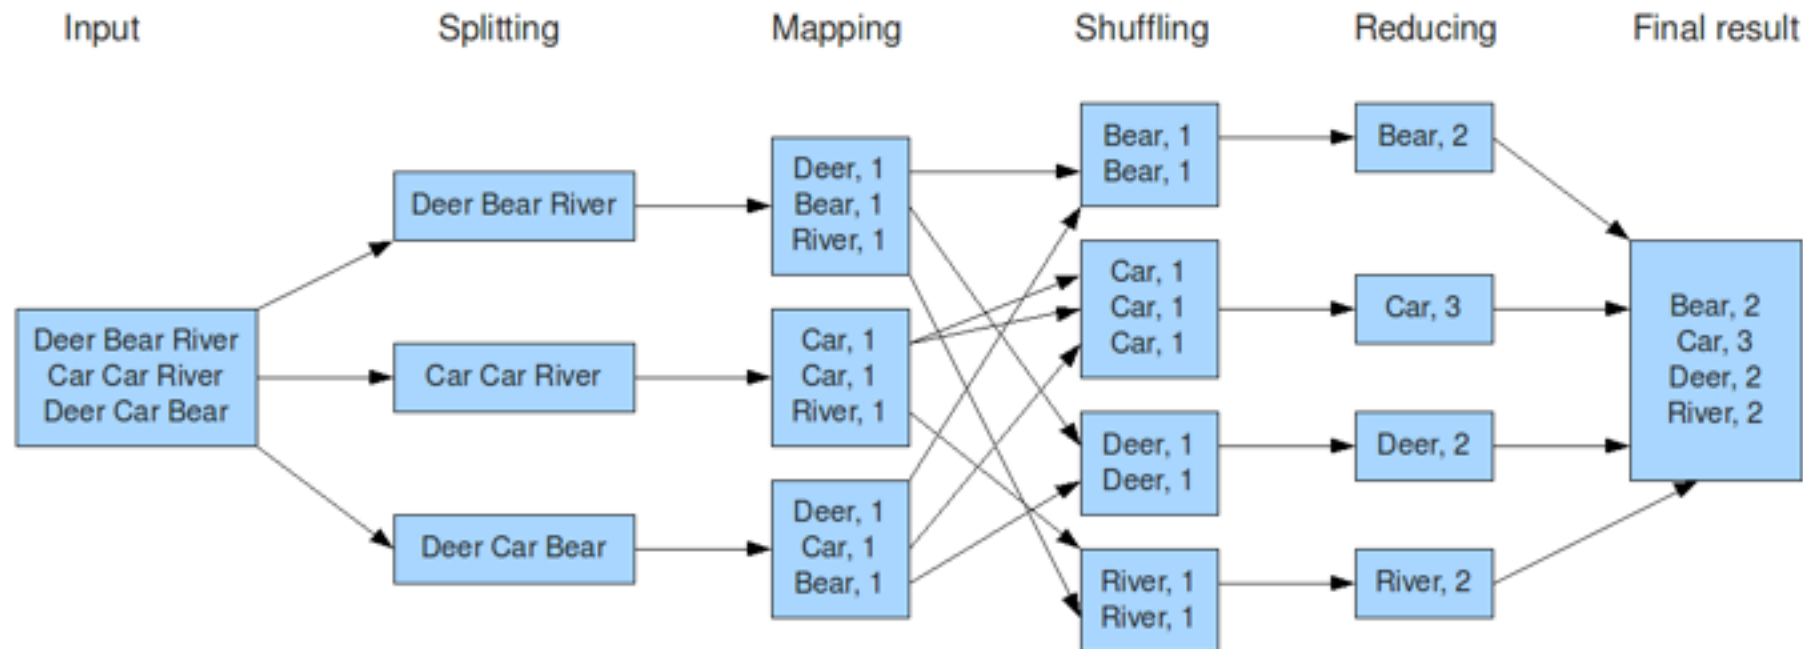 Input
Splitting
Mapping
Shuffling
Reducing
Final result
Deer Bear River
Car Car River
Deer Car Bear
Deer Bear River
Car Car River
Deer Car Bear
Deer, 1
Bear, 1
River, 1
Car, 1
Car, 1
River, 1
Deer, 1
Car, 1
Bear, 1
Bear, 1
Bear, 1
Car, 1
Car, 1
Car, 1
Deer, 1
Deer, 1
River, 1
River, 1
Bear, 2
Car, 3
Deer, 2
River, 2
Bear, 2
Car, 3
Deer, 2
River, 2